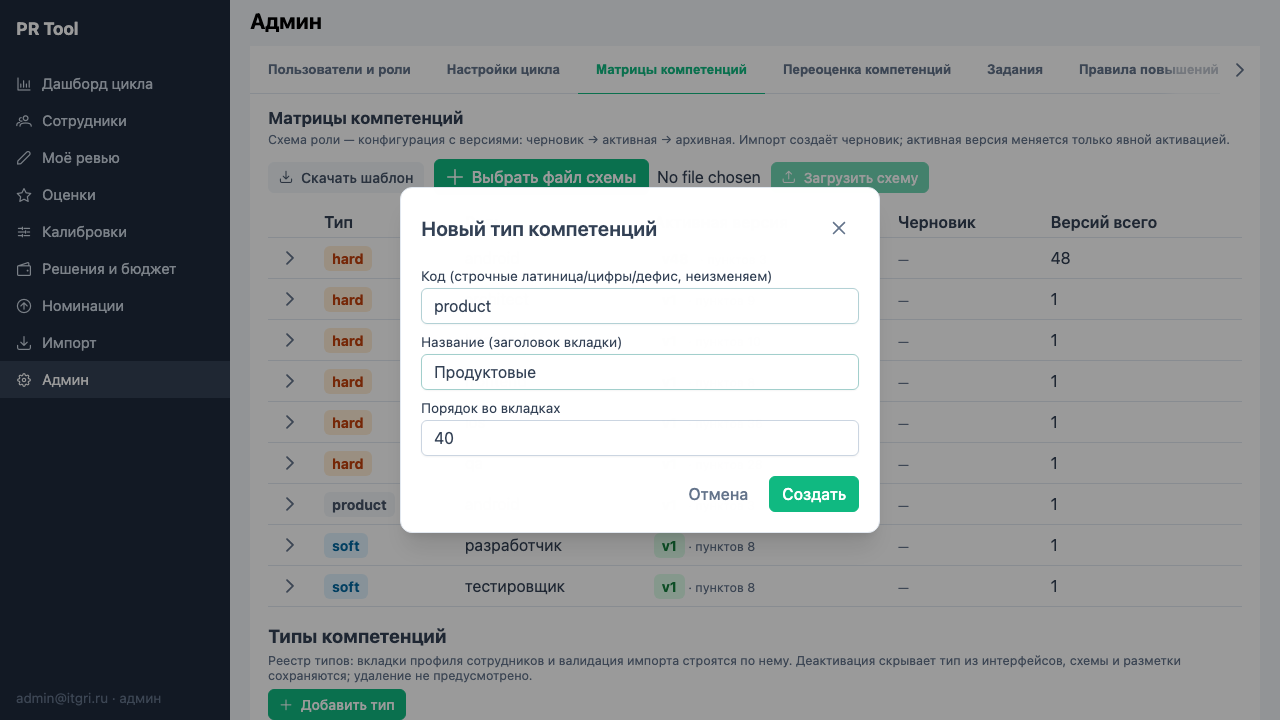 PR Tool
Дашборд цикла
Сотрудники
Моё ревью
Оценки
Калибровки
Решения и бюджет
Номинации
Импорт
Админ
admin@itgri.ru · админ
Админ
Пользователи и роли
Настройки цикла
Матрицы компетенций
Переоценка компетенций
Задания
Правила повышений
Матрицы компетенций
Схема роли — конфигурация с версиями: черновик → активная → архивная. Импорт создаёт черновик; активная версия меняется только явной активацией.
Скачать шаблон
Выбрать файл схемы
No file chosen
Загрузить схему
Тип Черновик Версий всего
hard — 48
hard — 1
hard — 1
hard — 1
hard — 1
hard — 1
product — 1
soft разработчик v1 · пунктов 8 — 1
soft тестировщик v1 · пунктов 8 — 1
Новый тип компетенций
Код (строчные латиница/цифры/дефис, неизменяем)
product
Название (заголовок вкладки)
Продуктовые
Порядок во вкладках
40
Отмена
Создать
Типы компетенций
Реестр типов: вкладки профиля сотрудников и валидация импорта строятся по нему. Деактивация скрывает тип из интерфейсов, схемы и разметки
сохраняются; удаление не предусмотрено.
Добавить тип